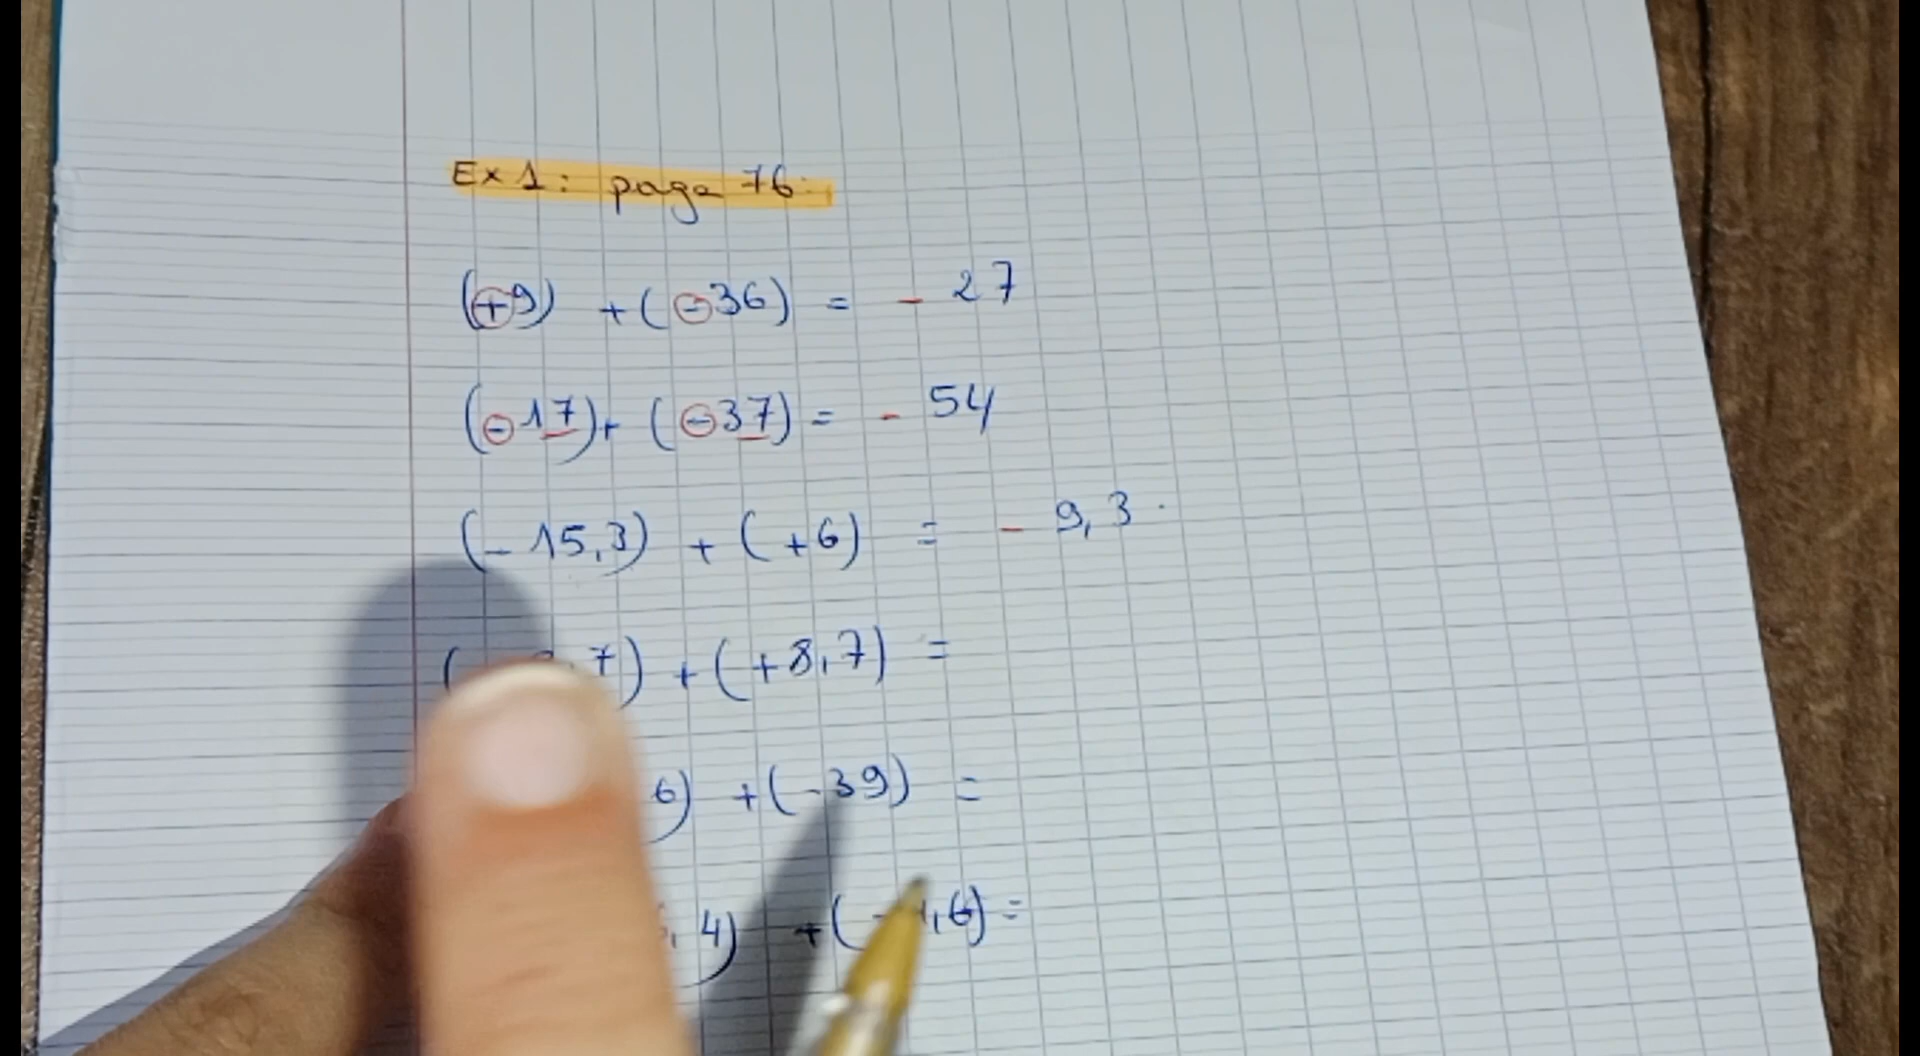 Ex 1: page 76.
(+9) + (-36) = - 27
(-17) + (-37) = - 54
(- 15,3) + (+6) = - 9,3.
( ,7) + (+8,7) =
6) + (-39) =
,4) + ( ,6) =